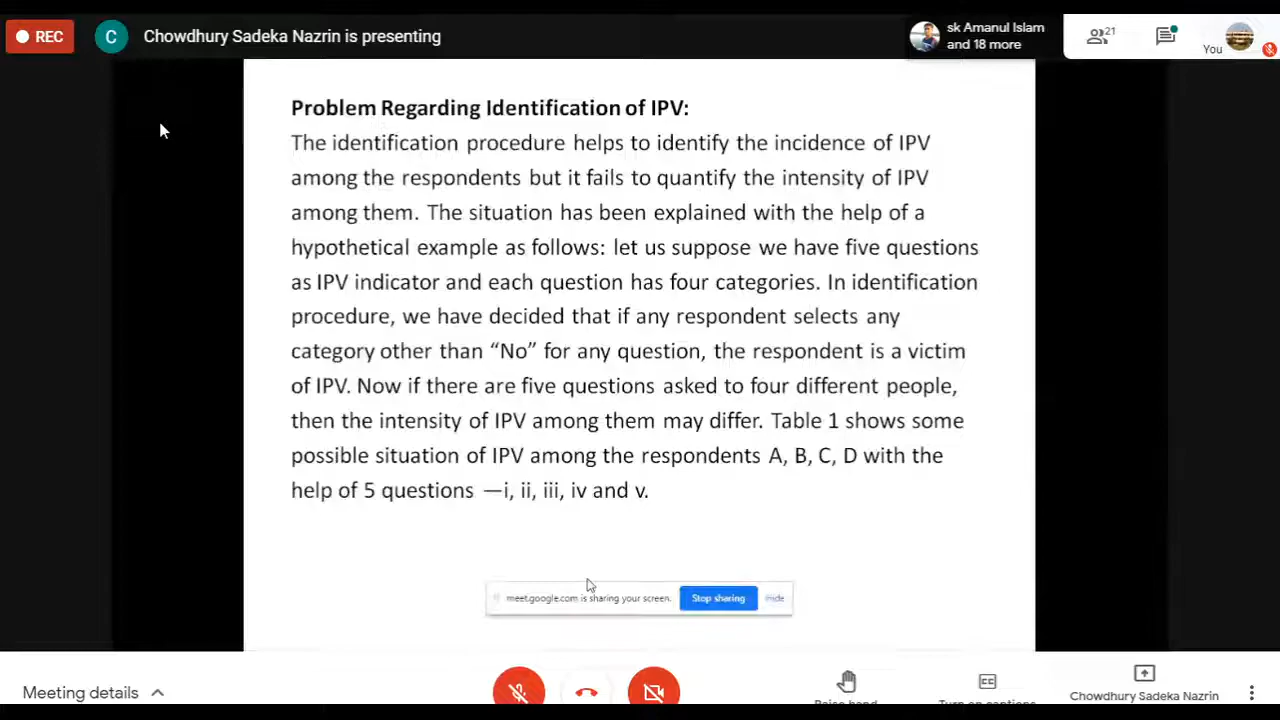 REC
C
Chowdhury Sadeka Nazrin is presenting
sk Amanul Islam
and 18 more
21
You
Problem Regarding Identification of IPV:
The identification procedure helps to identify the incidence of IPV
among the respondents but it fails to quantify the intensity of IPV
among them. The situation has been explained with the help of a
hypothetical example as follows: let us suppose we have five questions
as IPV indicator and each question has four categories. In identification
procedure, we have decided that if any respondent selects any
category other than “No” for any question, the respondent is a victim
of IPV. Now if there are five questions asked to four different people,
then the intensity of IPV among them may differ. Table 1 shows some
possible situation of IPV among the respondents A, B, C, D with the
help of 5 questions —i, ii, iii, iv and v.
meet.google.com is sharing your screen.
Stop sharing
Hide
Meeting details
Raise hand
Turn on captions
Chowdhury Sadeka Nazrin